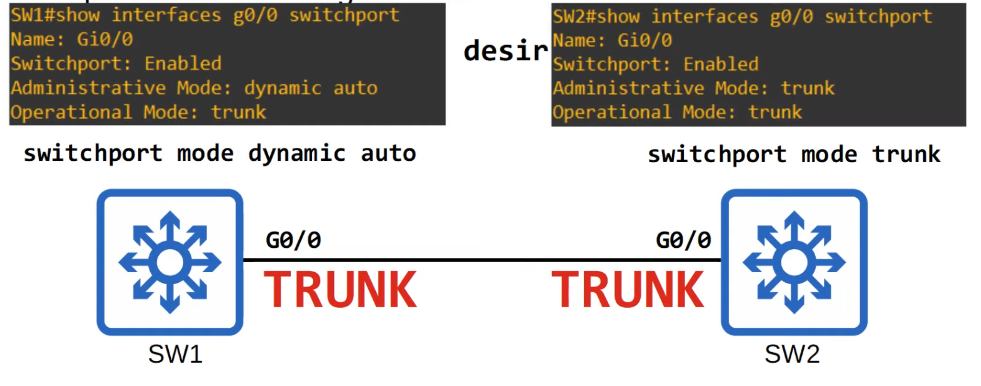 SW1#show interfaces g0/0 switchport
Name: Gi0/0
Switchport: Enabled
Administrative Mode: dynamic auto
Operational Mode: trunk
desir
SW2#show interfaces g0/0 switchport
Name: Gi0/0
Switchport: Enabled
Administrative Mode: trunk
Operational Mode: trunk
switchport mode dynamic auto
switchport mode trunk
G0/0
G0/0
TRUNK
TRUNK
SW1
SW2